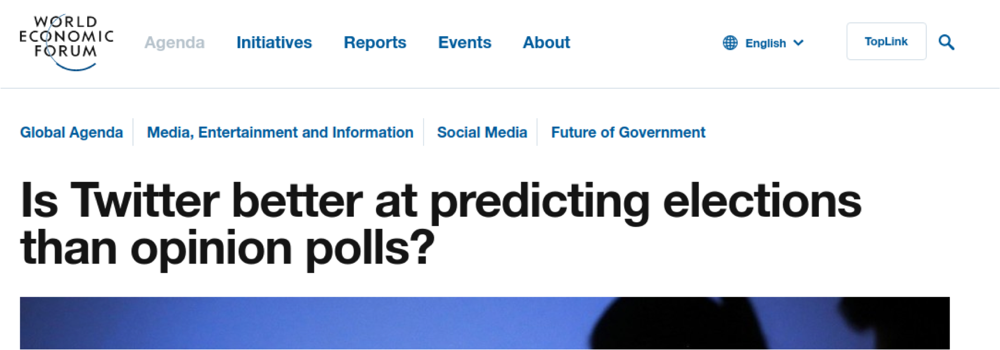 WORLD
ECONOMIC
FORUM
Agenda Initiatives Reports Events About English TopLink
Global Agenda Media, Entertainment and Information Social Media Future of Government
Is Twitter better at predicting elections
than opinion polls?